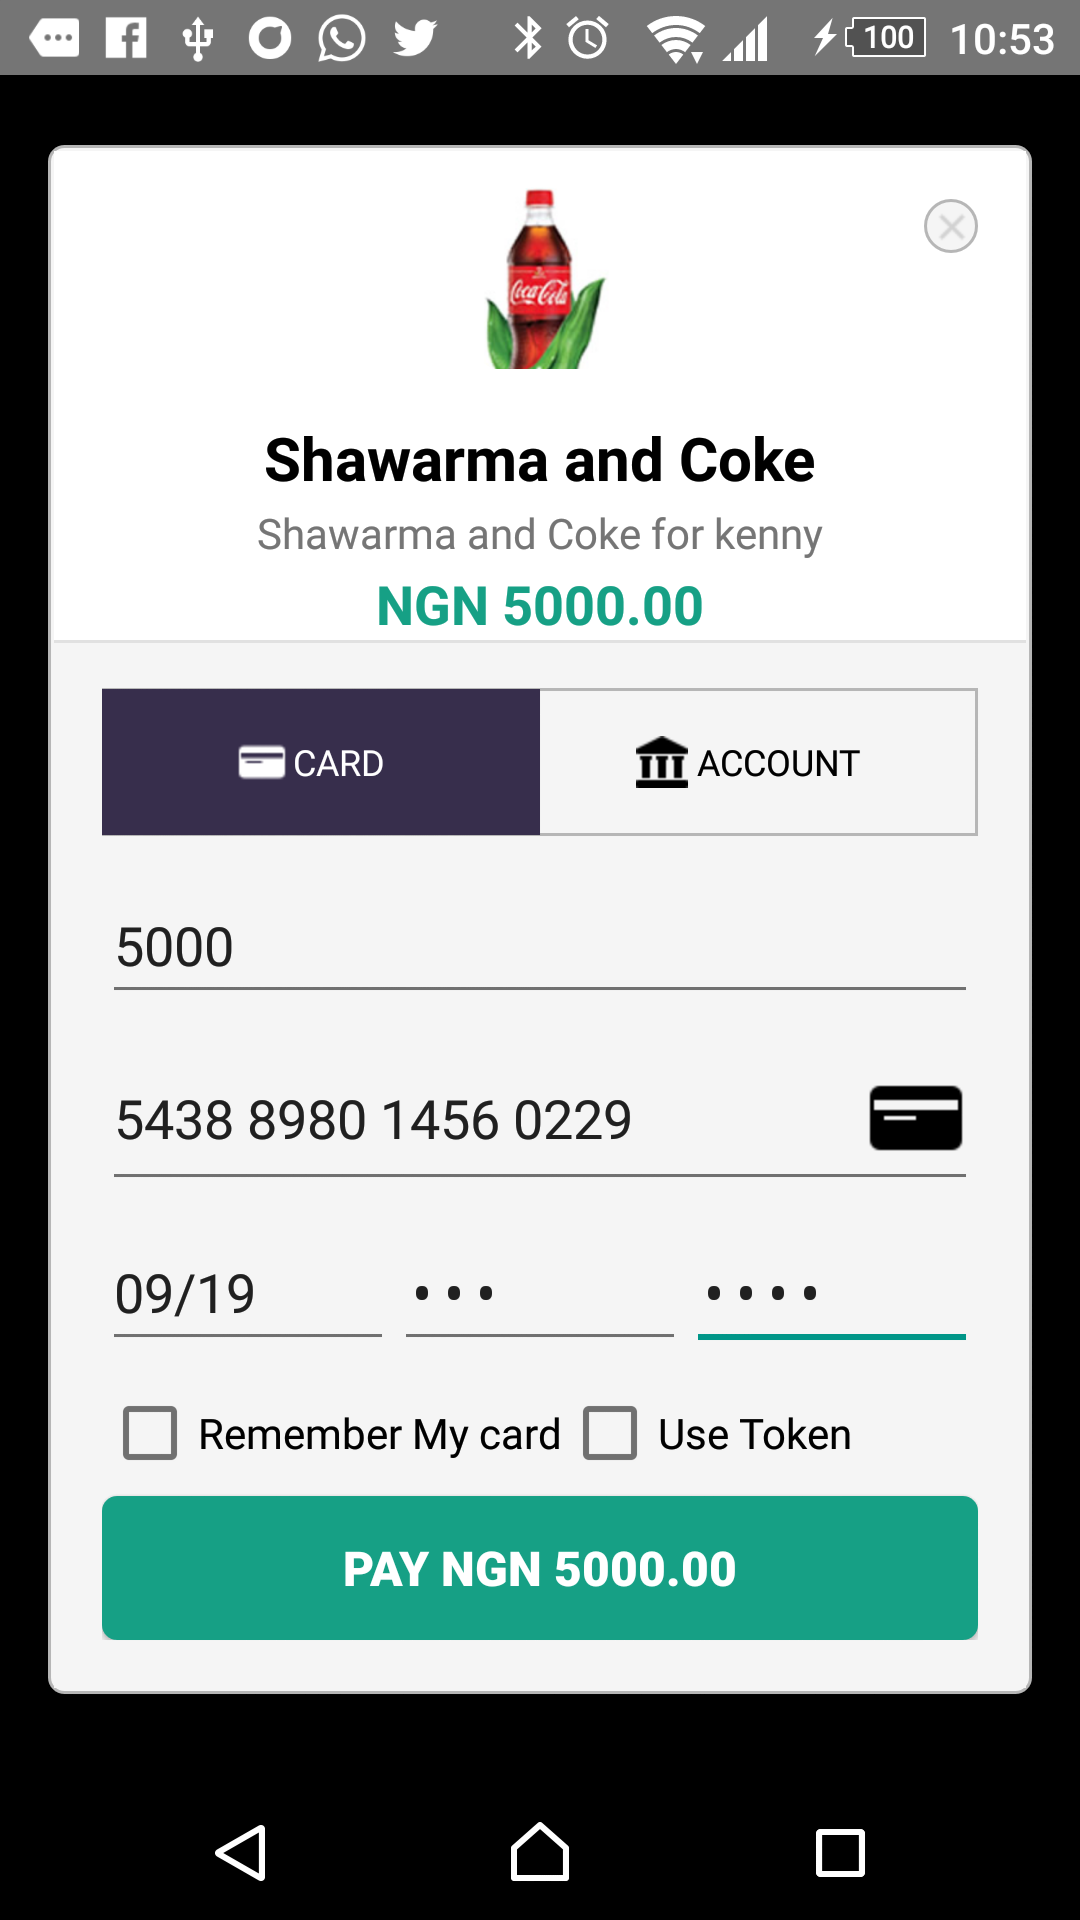 100 10:53
Coca-Cola
Shawarma and Coke
Shawarma and Coke for kenny
NGN 5000.00
CARD ACCOUNT
5000
5438 8980 1456 0229
09/19 • • • • • • •
Remember My card Use Token
PAY NGN 5000.00